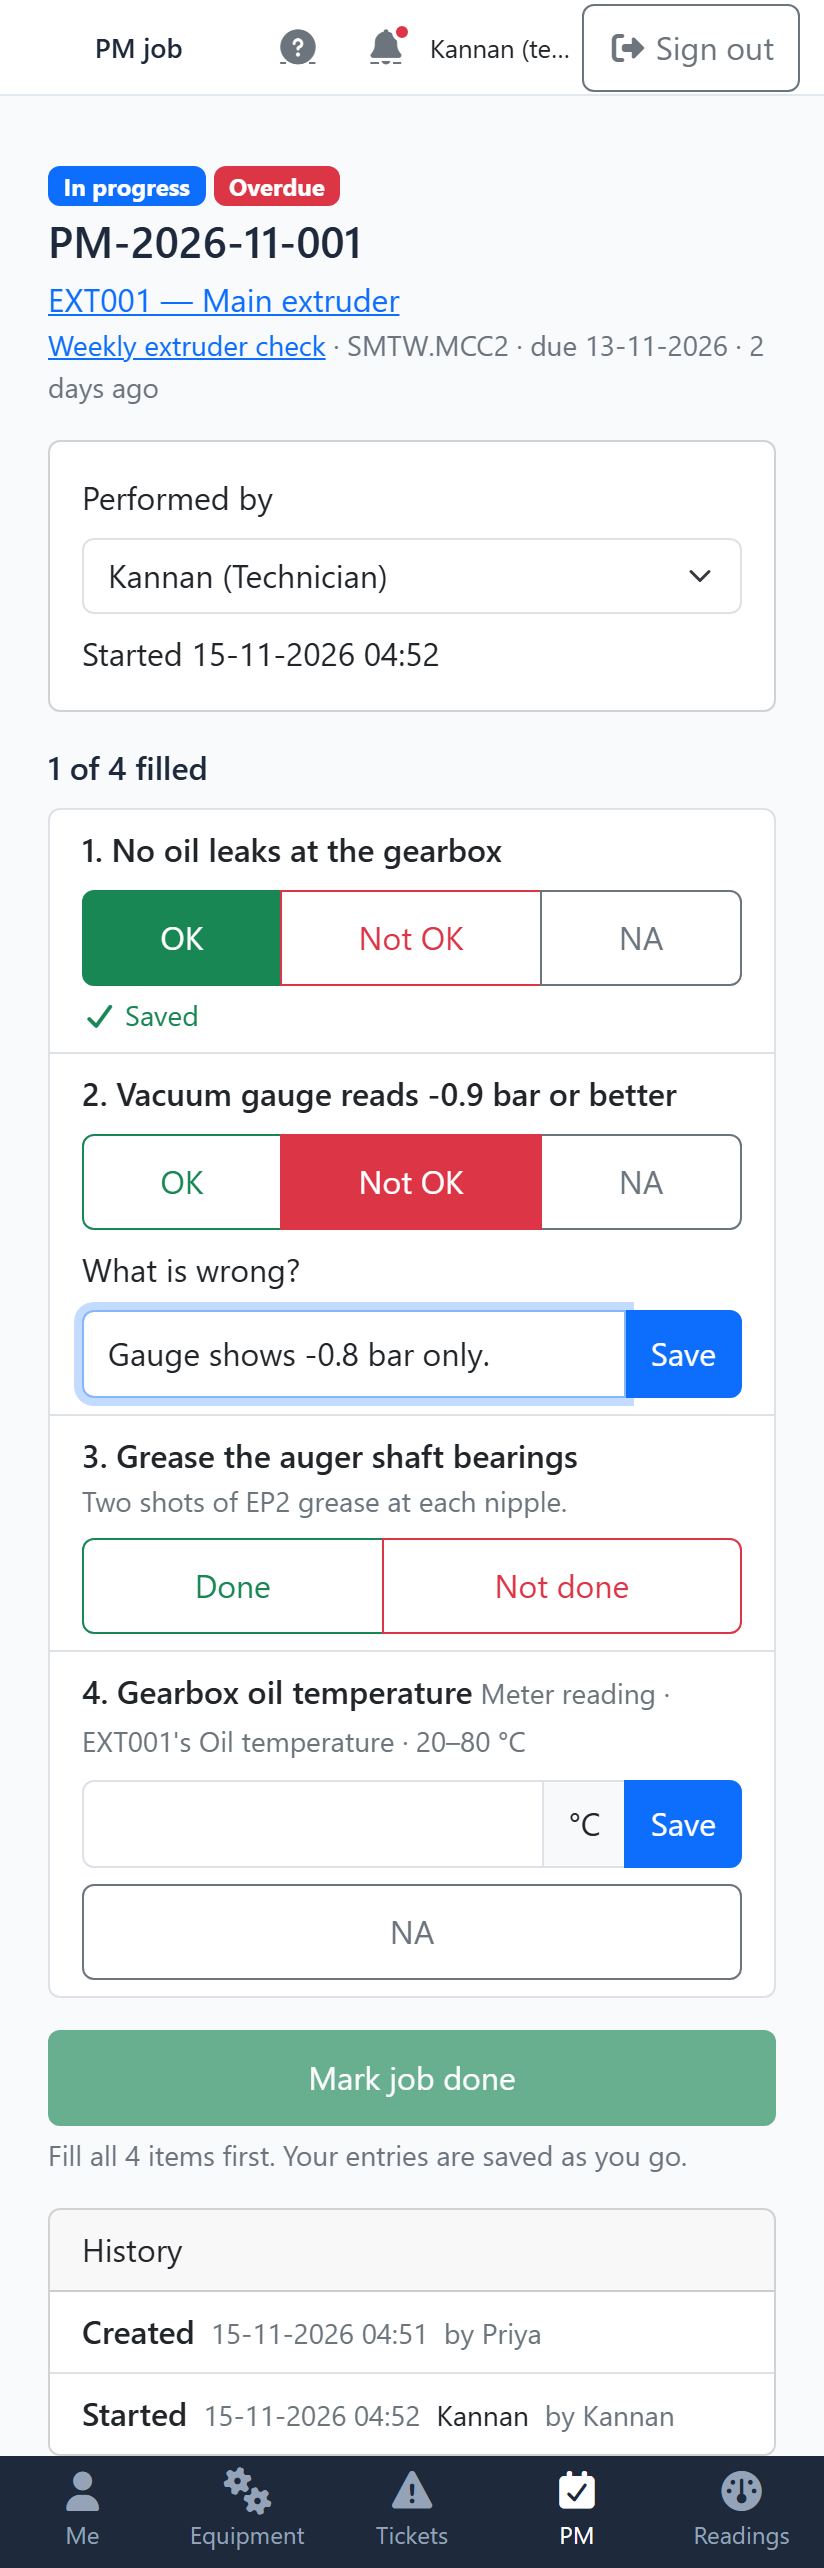 PM job
Kannan (te...
Sign out
In progress
Overdue
PM-2026-11-001
EXT001 — Main extruder
Weekly extruder check · SMTW.MCC2 · due 13-11-2026 · 2
days ago
Performed by
Kannan (Technician)
Started 15-11-2026 04:52
1 of 4 filled
1. No oil leaks at the gearbox
OK
Not OK
NA
Saved
2. Vacuum gauge reads -0.9 bar or better
OK
Not OK
NA
What is wrong?
Gauge shows -0.8 bar only.
Save
3. Grease the auger shaft bearings
Two shots of EP2 grease at each nipple.
Done
Not done
4. Gearbox oil temperature Meter reading ·
EXT001's Oil temperature · 20–80 °C
°C
Save
NA
Mark job done
Fill all 4 items first. Your entries are saved as you go.
History
Created 15-11-2026 04:51 by Priya
Started 15-11-2026 04:52 Kannan by Kannan
Me
Equipment
Tickets
PM
Readings